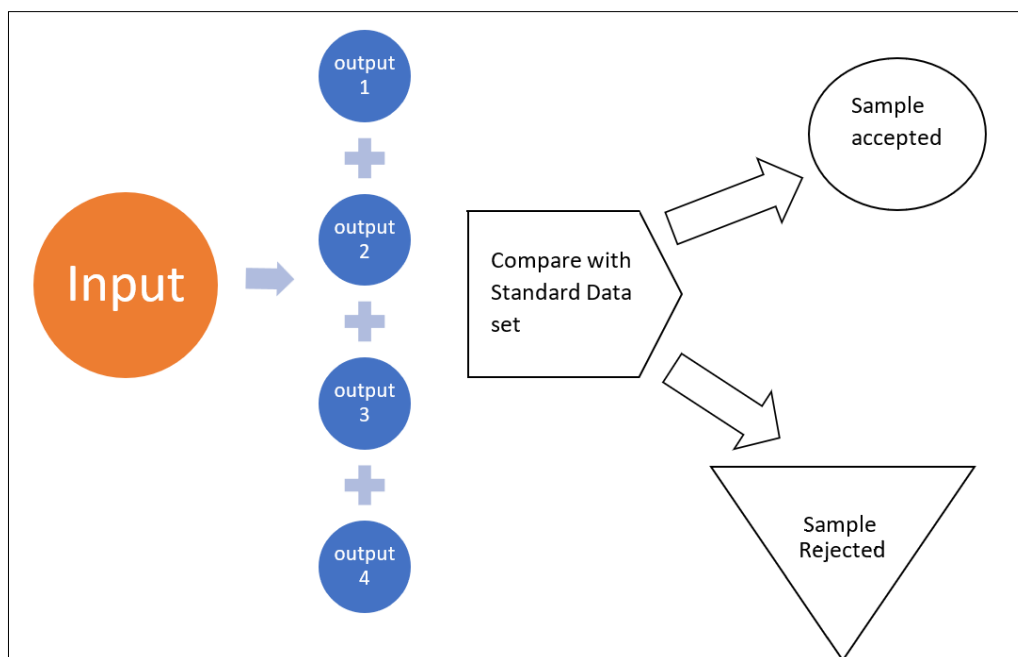 Input
output
1
output
2
output
3
output
4
Compare with
Standard Data
set
Sample
accepted
Sample
Rejected